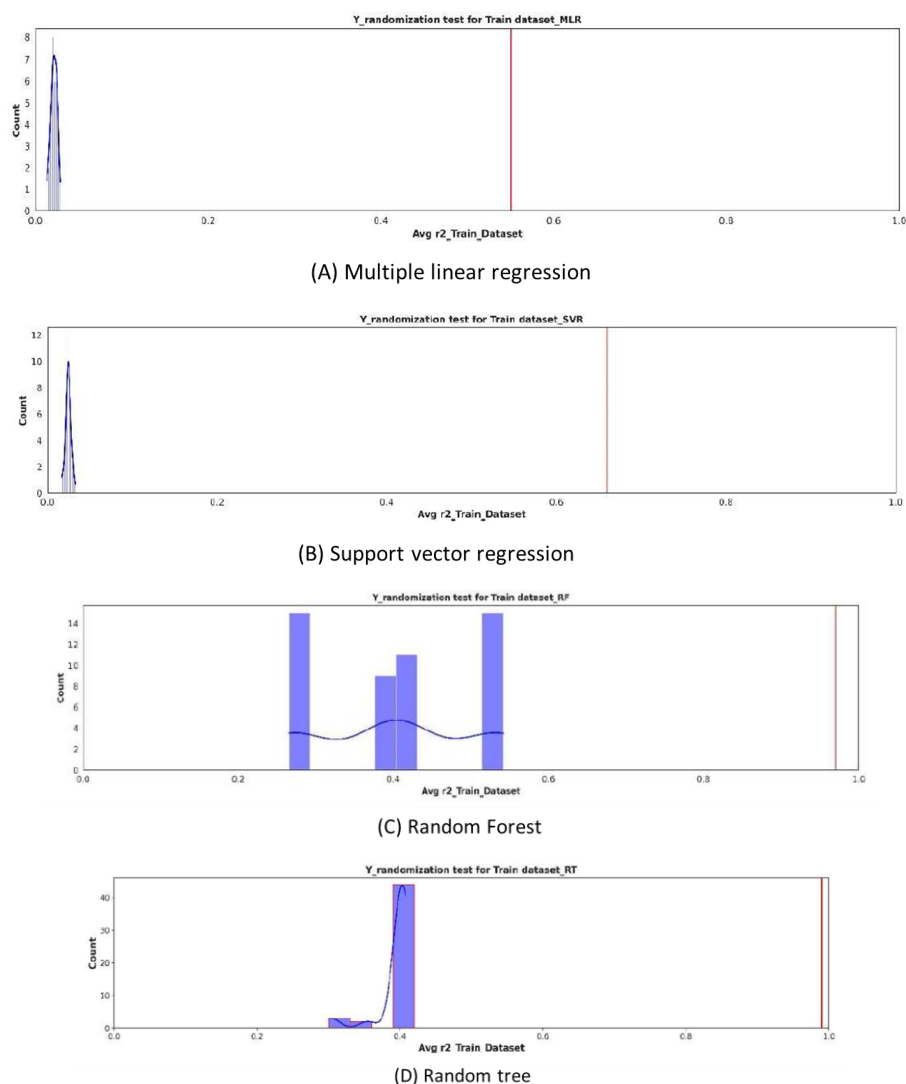 Y_randomization test for Train dataset_MLR
8
7
6
5
4
3
2
1
0
Count
0.0 0.2 0.4 0.6 0.8 1.0
Avg r2_Train_Dataset
(A) Multiple linear regression
Y_randomization test for Train dataset_SVR
12
10
8
6
4
2
0
Count
0.0 0.2 0.4 0.6 0.8 1.0
Avg r2_Train_Dataset
(B) Support vector regression
Y_randomization test for Train dataset_RF
14
12
10
8
6
4
2
0
Count
0.0 0.2 0.4 0.6 0.8 1.0
Avg r2_Train_Dataset
(C) Random Forest
Y_randomization test for Train dataset_RT
40
30
20
10
0
Count
0.0 0.2 0.4 0.6 0.8 1.0
Avg r2 Train Dataset
(D) Random tree